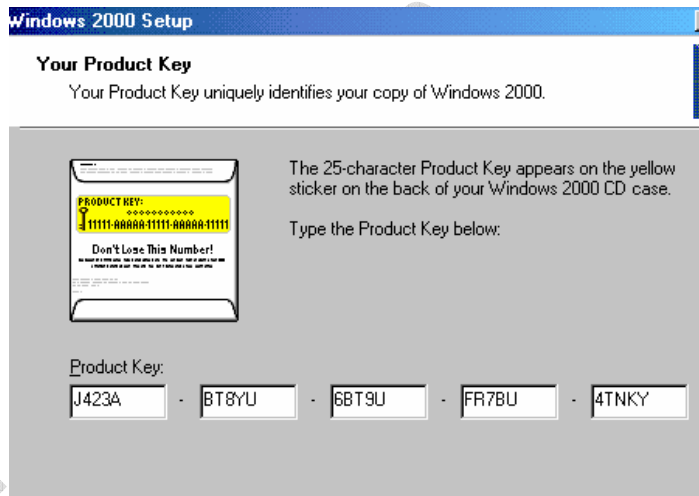 Windows 2000 Setup
Your Product Key
Your Product Key uniquely identifies your copy of Windows 2000.
The 25-character Product Key appears on the yellow
sticker on the back of your Windows 2000 CD case.
PRODUCT KEY:
11111-AAAAA-11111-AAAAA-11111
Don't Lose This Number!
Type the Product Key below:
Product Key:
J423A - BT8YU - 6BT9U - FR7BU - 4TNKY